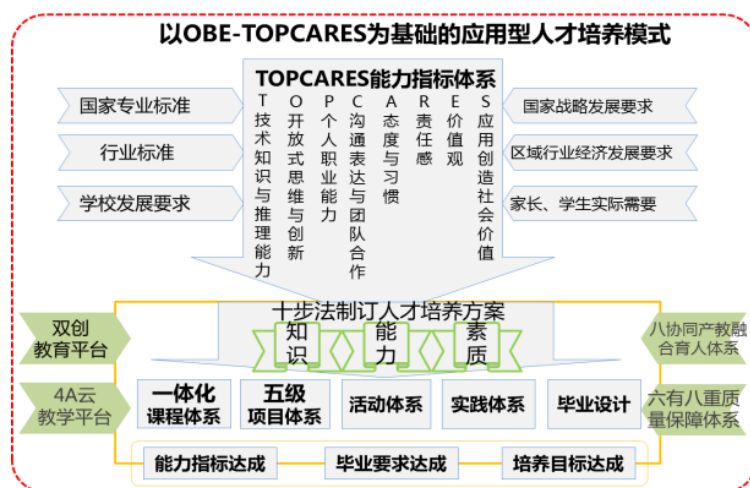 以OBE-TOPCARES为基础的应用型人才培养模式
TOPCARES能力指标体系
国家专业标准
行业标准
学校发展要求
T技术知识与推理能力
O开放式思维与创新
P个人职业能力
C沟通表达与团队合作
A态度与习惯
R责任感
E价值观
S应用创造社会价值
国家战略发展要求
区域行业经济发展要求
家长、学生实际需要
十步法制订人才培养方案
知识
能力
素质
双创
教育平台
4A云
教学平台
八协同产教融
合育人体系
六有八重质
量保障体系
一体化
课程体系
五级
项目体系
活动体系
实践体系
毕业设计
能力指标达成
毕业要求达成
培养目标达成